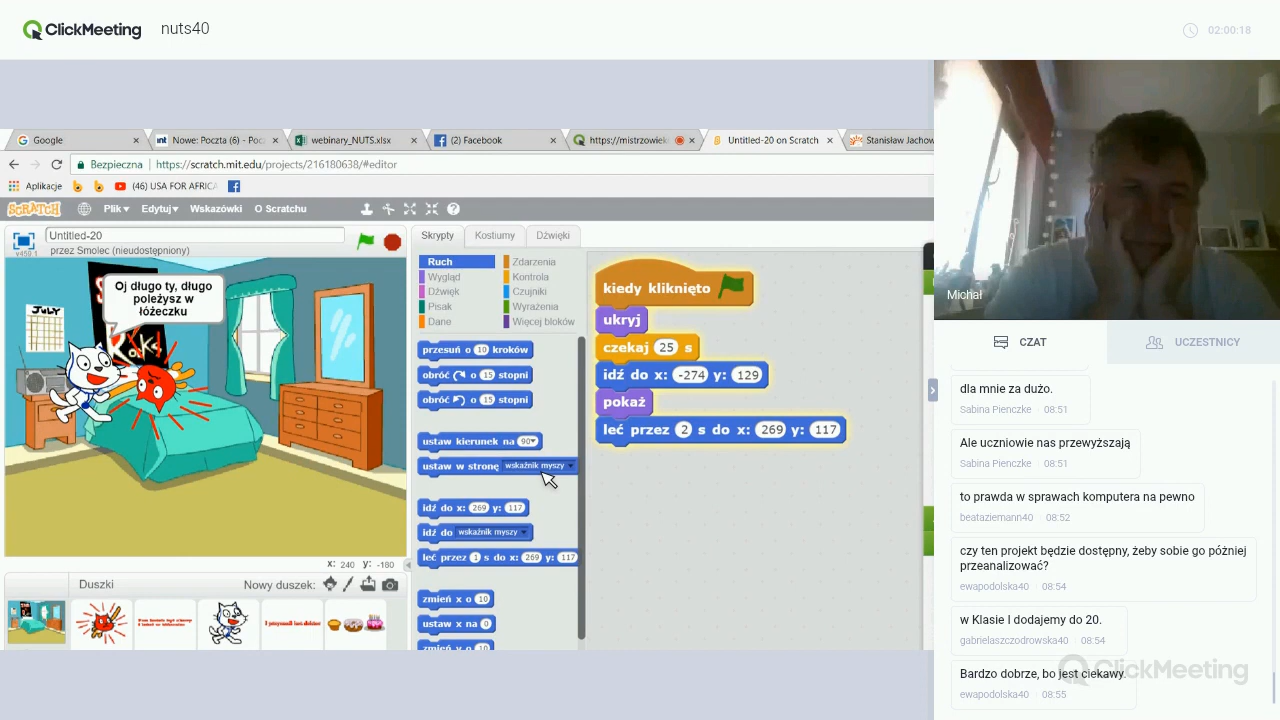 ClickMeeting nuts40
02:00:18
Google
Nowe: Poczta (6) - Poc
webinary_NUTS.xlsx
(2) Facebook
https://mistrzowiek
Untitled-20 on Scratch
Stanisław Jachow
Bezpieczna https://scratch.mit.edu/projects/216180638/#editor
Aplikacje
(46) USA FOR AFRICA
SCRATCH
Plik
Edytuj
Wskazówki
O Scratchu
Untitled-20
v459.1
przez Smolec (nieudostępniony)
Oj długo ty, długo
poleżysz w
łóżeczku
JULY
x: 240 y: -180
Duszki
Nowy duszek:
Skrypty
Kostiumy
Dźwięki
Ruch
Wygląd
Dźwięk
Pisak
Dane
Zdarzenia
Kontrola
Czujniki
Wyrażenia
Więcej bloków
przesuń o 10 kroków
obróć o 15 stopni
obróć o 15 stopni
ustaw kierunek na 90
ustaw w stronę wskaźnik myszy
idź do x: 269 y: 117
idź do wskaźnik myszy
leć przez 1 s do x: 269 y: 117
zmień x o 10
ustaw x na 0
zmień y o 10
kiedy kliknięto
ukryj
czekaj 25 s
idź do x: -274 y: 129
pokaż
leć przez 2 s do x: 269 y: 117
Michał
CZAT
UCZESTNICY
dla mnie za dużo.
Sabina Pienczke 08:51
Ale uczniowie nas przewyższają
Sabina Pienczke 08:51
to prawda w sprawach komputera na pewno
beataziemann40 08:52
czy ten projekt będzie dostępny, żeby sobie go później
przeanalizować?
ewapodolska40 08:54
w Klasie I dodajemy do 20.
gabrielaszczodrowska40 08:54
Bardzo dobrze, bo jest ciekawy.
ewapodolska40 08:55
ClickMeeting